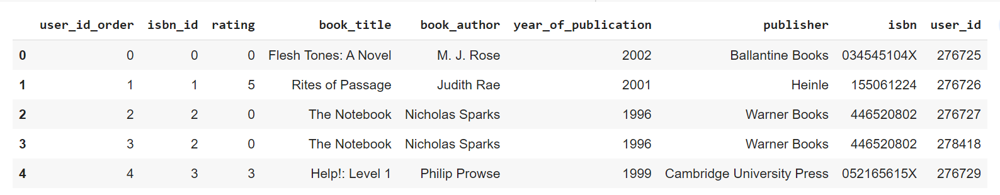 user_id_order isbn_id rating book_title book_author year_of_publication publisher isbn user_id
0 0 0 0 Flesh Tones: A Novel M. J. Rose 2002 Ballantine Books 034545104X 276725
1 1 1 5 Rites of Passage Judith Rae 2001 Heinle 155061224 276726
2 2 2 0 The Notebook Nicholas Sparks 1996 Warner Books 446520802 276727
3 3 2 0 The Notebook Nicholas Sparks 1996 Warner Books 446520802 278418
4 4 3 3 Help!: Level 1 Philip Prowse 1999 Cambridge University Press 052165615X 276729